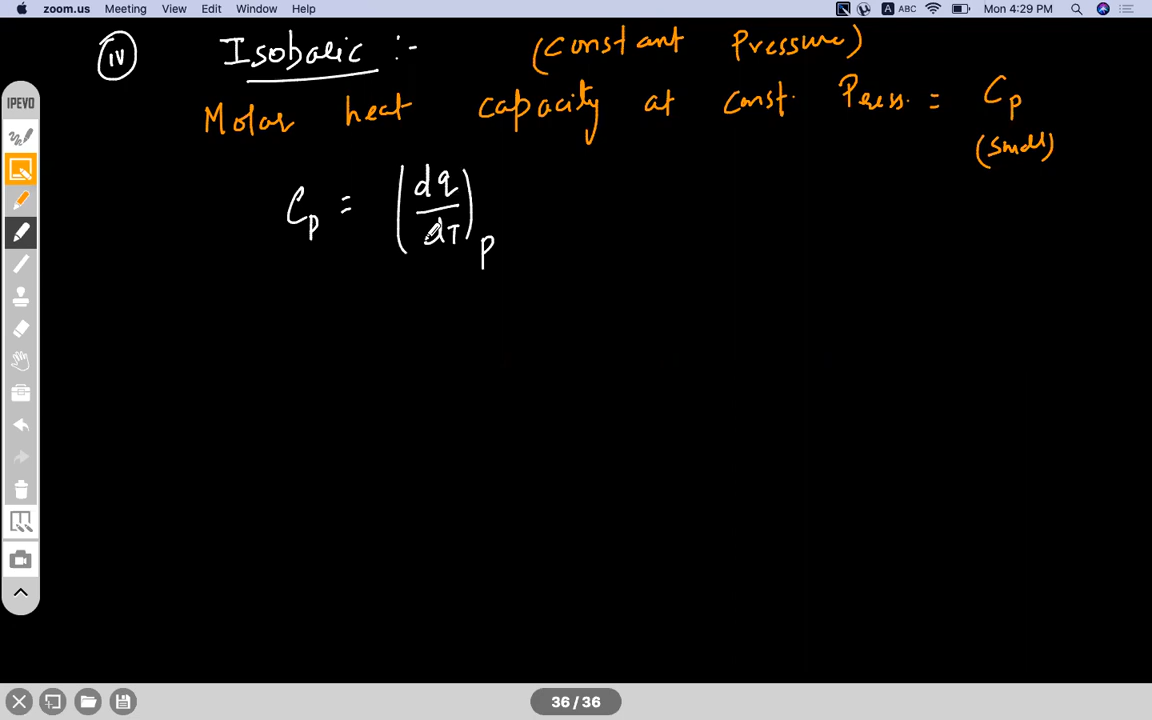 zoom.us Meeting View Edit Help A ABC Mon 4:29 PM
(iv) Isobaric :- (Constant Pressure)
IPEVO
Molar heat capacity at const. Press. = Cp
(small)
Cp = (dq/dT)p
36 / 36